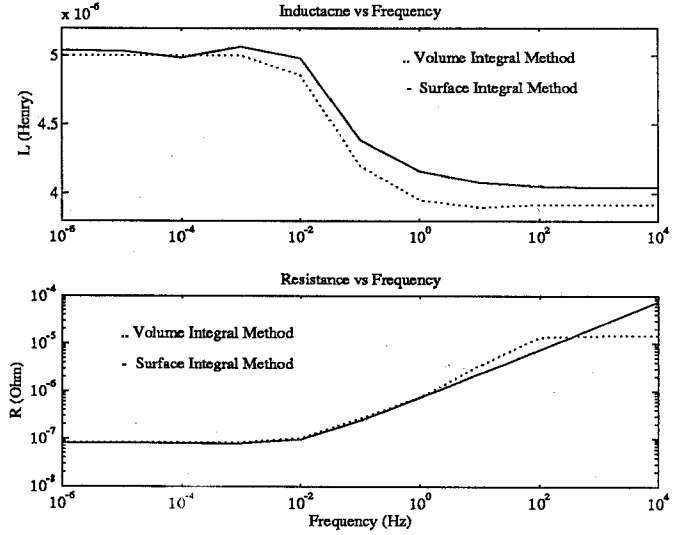 Inductacne vs Frequency
x 10^-6
5
4.5
4
L (Henry)
.. Volume Integral Method
- Surface Integral Method
10^-6 10^-4 10^-2 10^0 10^2 10^4
Resistance vs Frequency
10^-4
10^-5
10^-6
10^-7
10^-8
R (Ohm)
.. Volume Integral Method
- Surface Integral Method
10^-6 10^-4 10^-2 10^0 10^2 10^4
Frequency (Hz)